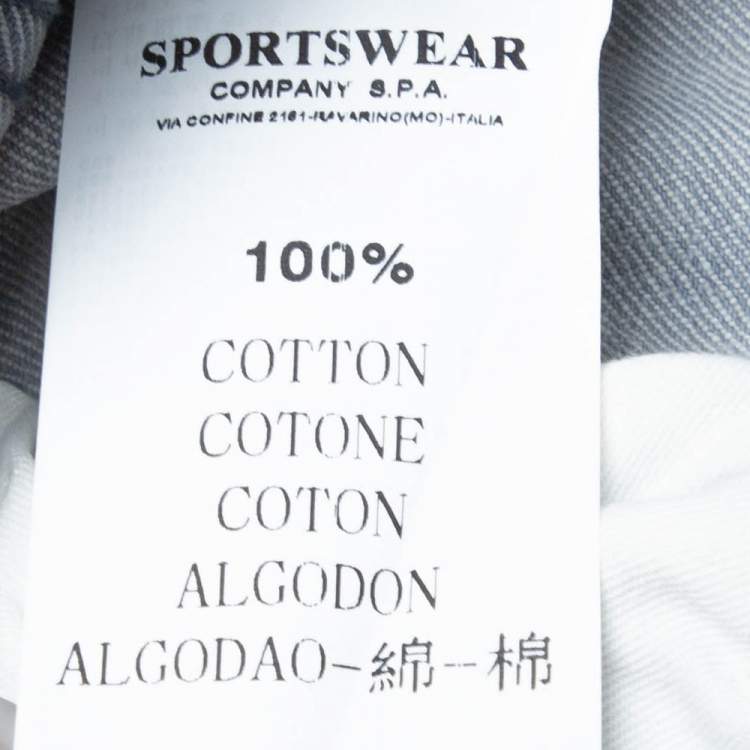 SPORTSWEAR
COMPANY S.P.A.
VIA CONFINE 2161-RAVARINO(MO)-ITALIA
100%
COTTON
COTONE
COTON
ALGODON
ALGODAO-綿--棉